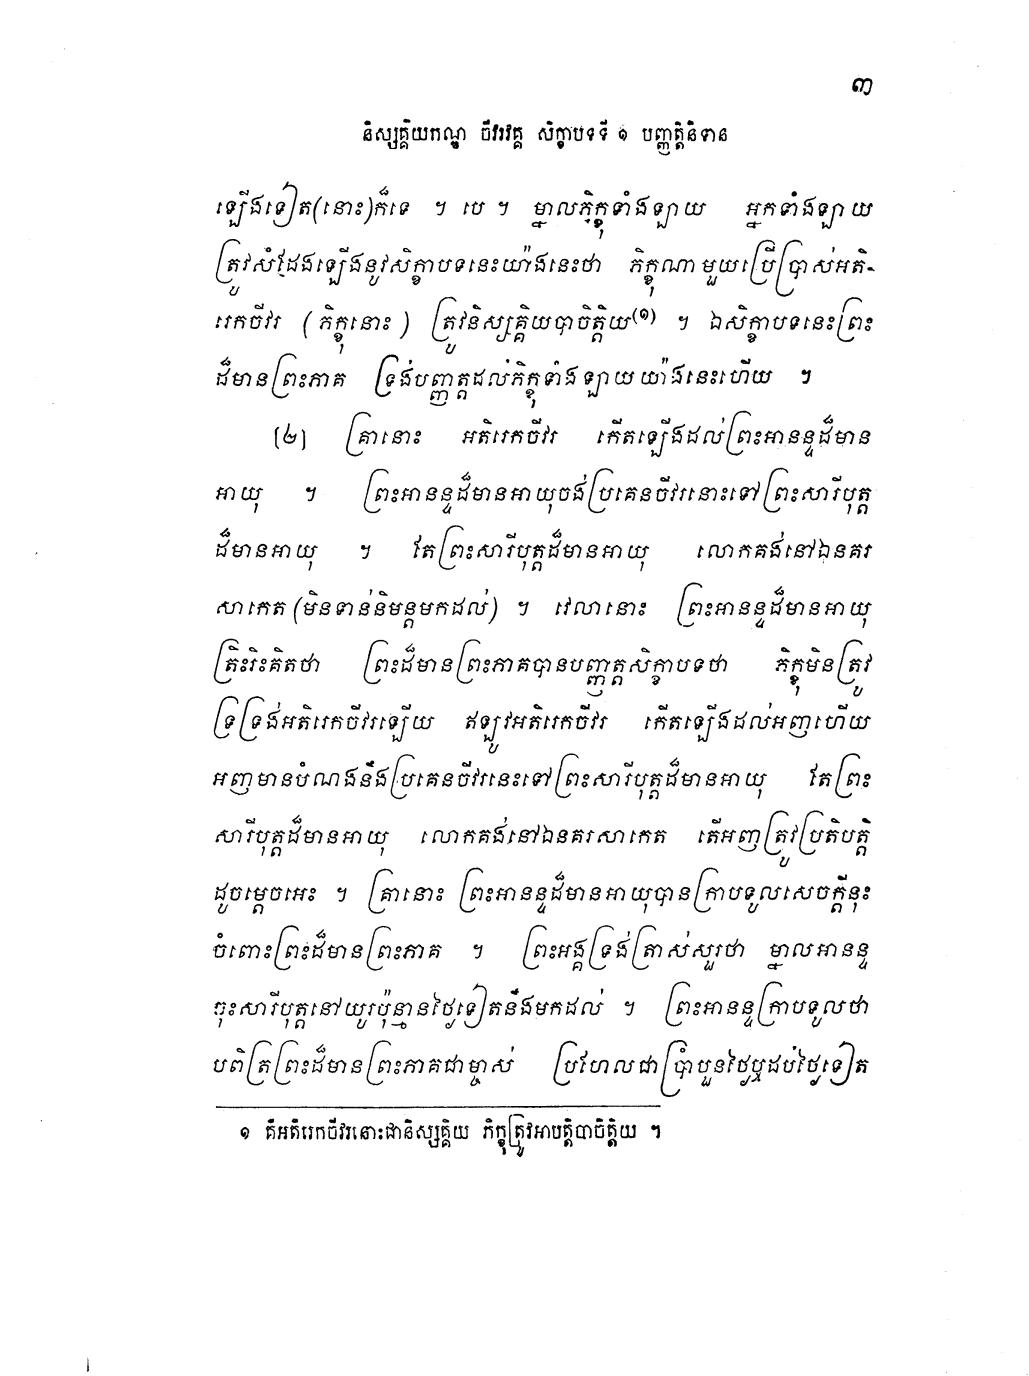 ៣
និស្សគ្គិយកណ្ឌ ចីវរវគ្គ សិក្ខាបទទី ១ បញ្ញត្តិនិទាន
ឡើងទៀត(នោះ)ក៏ទេ ។ បេ ។ ម្នាលភិក្ខុទាំងឡាយ អ្នកទាំងឡាយ
ត្រូវសំដែងឡើងនូវសិក្ខាបទនេះយ៉ាងនេះថា ភិក្ខុណាមួយប្រើប្រាស់អតិ-
រេកចីវរ (ភិក្ខុនោះ) ត្រូវនិស្សគ្គិយបាចិត្តិយ(១) ។ ឯសិក្ខាបទនេះព្រះ
ដ៏មានព្រះភាគ ទ្រង់បញ្ញត្តដល់ភិក្ខុទាំងឡាយយ៉ាងនេះហើយ ។
(២) គ្រានោះ អតិរេកចីវរ កើតឡើងដល់ព្រះអានន្ទដ៏មាន
អាយុ ។ ព្រះអានន្ទដ៏មានអាយុចង់ប្រគេនចីវរនោះទៅព្រះសារីបុត្ត
ដ៏មានអាយុ ។ តែព្រះសារីបុត្តដ៏មានអាយុ លោកគង់នៅឯនគរ
សាកេត (មិនទាន់និមន្តមកដល់) ។ វេលានោះ ព្រះអានន្ទដ៏មានអាយុ
ត្រិះរិះគិតថា ព្រះដ៏មានព្រះភាគបានបញ្ញត្តសិក្ខាបទថា ភិក្ខុមិនត្រូវ
ទ្រទ្រង់អតិរេកចីវរឡើយ ឥឡូវអតិរេកចីវរ កើតឡើងដល់អញហើយ
អញមានបំណងនឹងប្រគេនចីវរនេះទៅព្រះសារីបុត្តដ៏មានអាយុ តែព្រះ
សារីបុត្តដ៏មានអាយុ លោកគង់នៅឯនគរសាកេត តើអញត្រូវប្រតិបត្តិ
ដូចម្តេចអេះ ។ គ្រានោះ ព្រះអានន្ទដ៏មានអាយុបានក្រាបទូលសេចក្តីនុ៎ះ
ចំពោះព្រះដ៏មានព្រះភាគ ។ ព្រះអង្គទ្រង់ត្រាស់សួរថា ម្នាលអានន្ទ
ចុះសារីបុត្តនៅយូរប៉ុន្មានថ្ងៃទៀតនឹងមកដល់ ។ ព្រះអានន្ទក្រាបទូលថា
បពិត្រព្រះដ៏មានព្រះភាគជាម្ចាស់ ប្រហែលជាប្រាំបួនថ្ងៃឬដប់ថ្ងៃទៀត
១ គឺអតិរេកចីវរនោះជានិស្សគ្គិយ ភិក្ខុត្រូវអាបត្តិបាចិត្តិយ ។